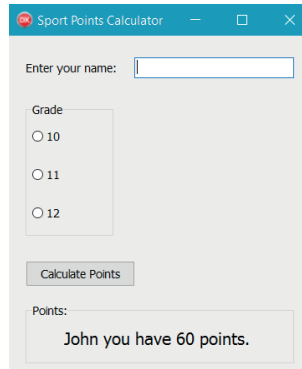 Sport Points Calculator
Enter your name:
Grade
10
11
12
Calculate Points
Points:
John you have 60 points.